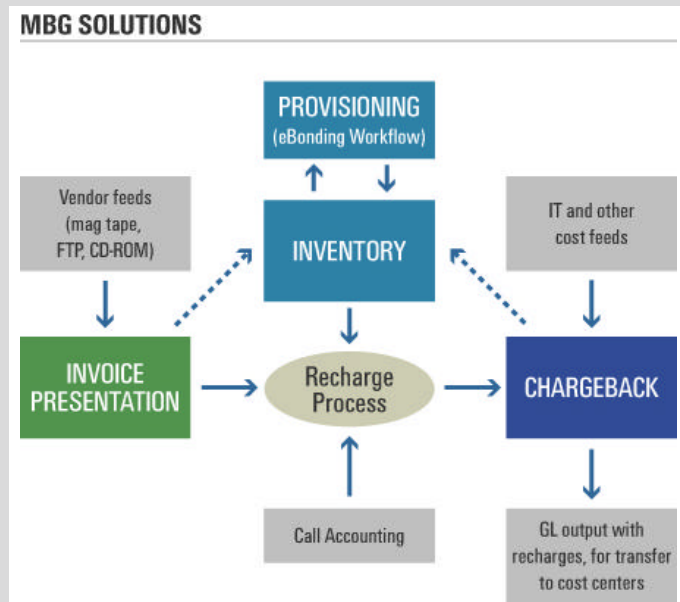 MBG SOLUTIONS
PROVISIONING
(eBonding Workflow)
Vendor feeds
(mag tape,
FTP, CD-ROM)
INVENTORY
IT and other
cost feeds
INVOICE
PRESENTATION
Recharge
Process
CHARGEBACK
Call Accounting
GL output with
recharges, for transfer
to cost centers